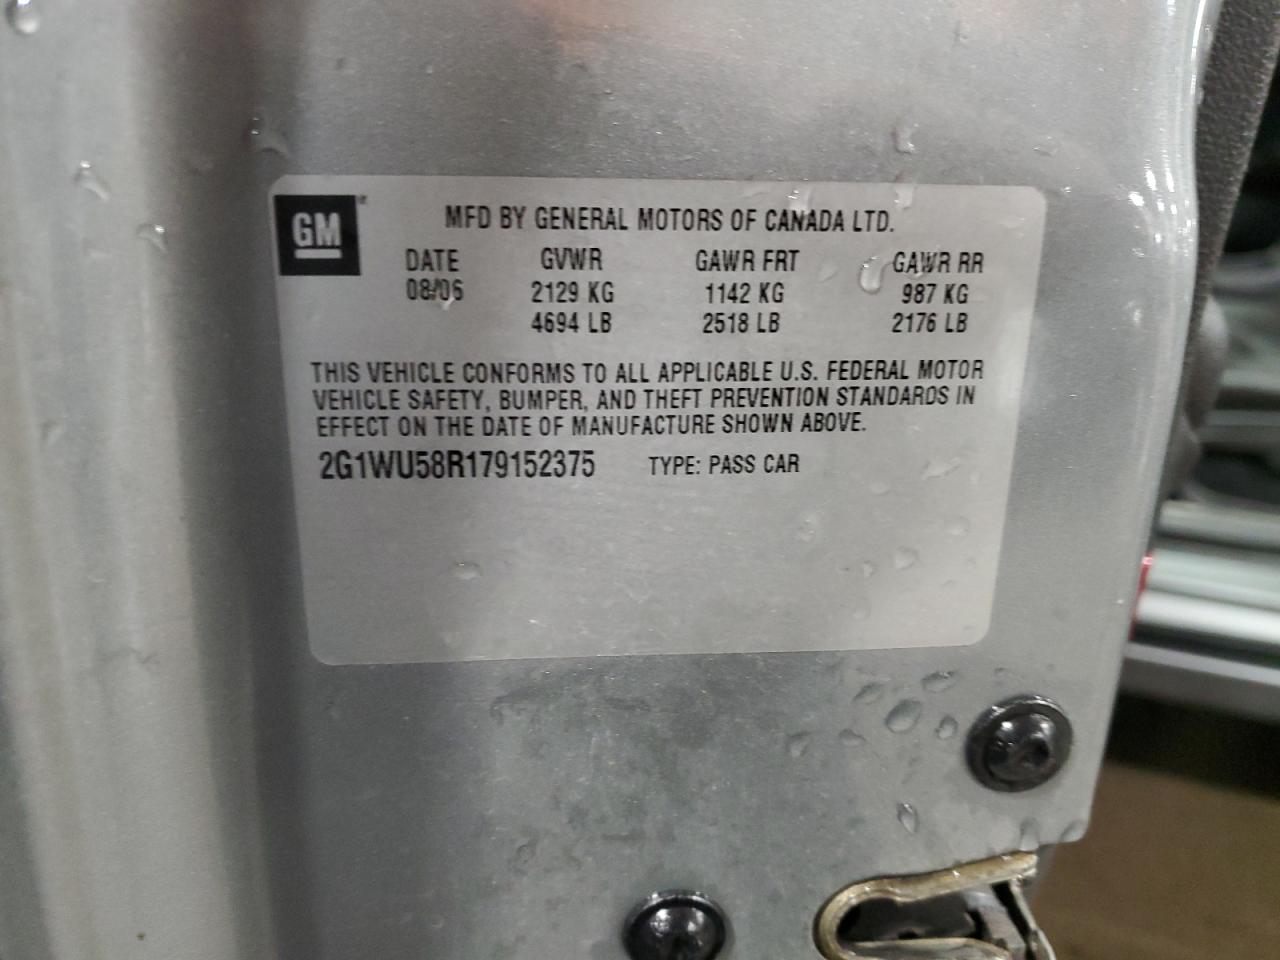 GM
MFD BY GENERAL MOTORS OF CANADA LTD.
DATE GVWR GAWR FRT GAWR RR
08/06 2129 KG 1142 KG 987 KG
4694 LB 2518 LB 2176 LB
THIS VEHICLE CONFORMS TO ALL APPLICABLE U.S. FEDERAL MOTOR
VEHICLE SAFETY, BUMPER, AND THEFT PREVENTION STANDARDS IN
EFFECT ON THE DATE OF MANUFACTURE SHOWN ABOVE.
2G1WU58R179152375 TYPE: PASS CAR